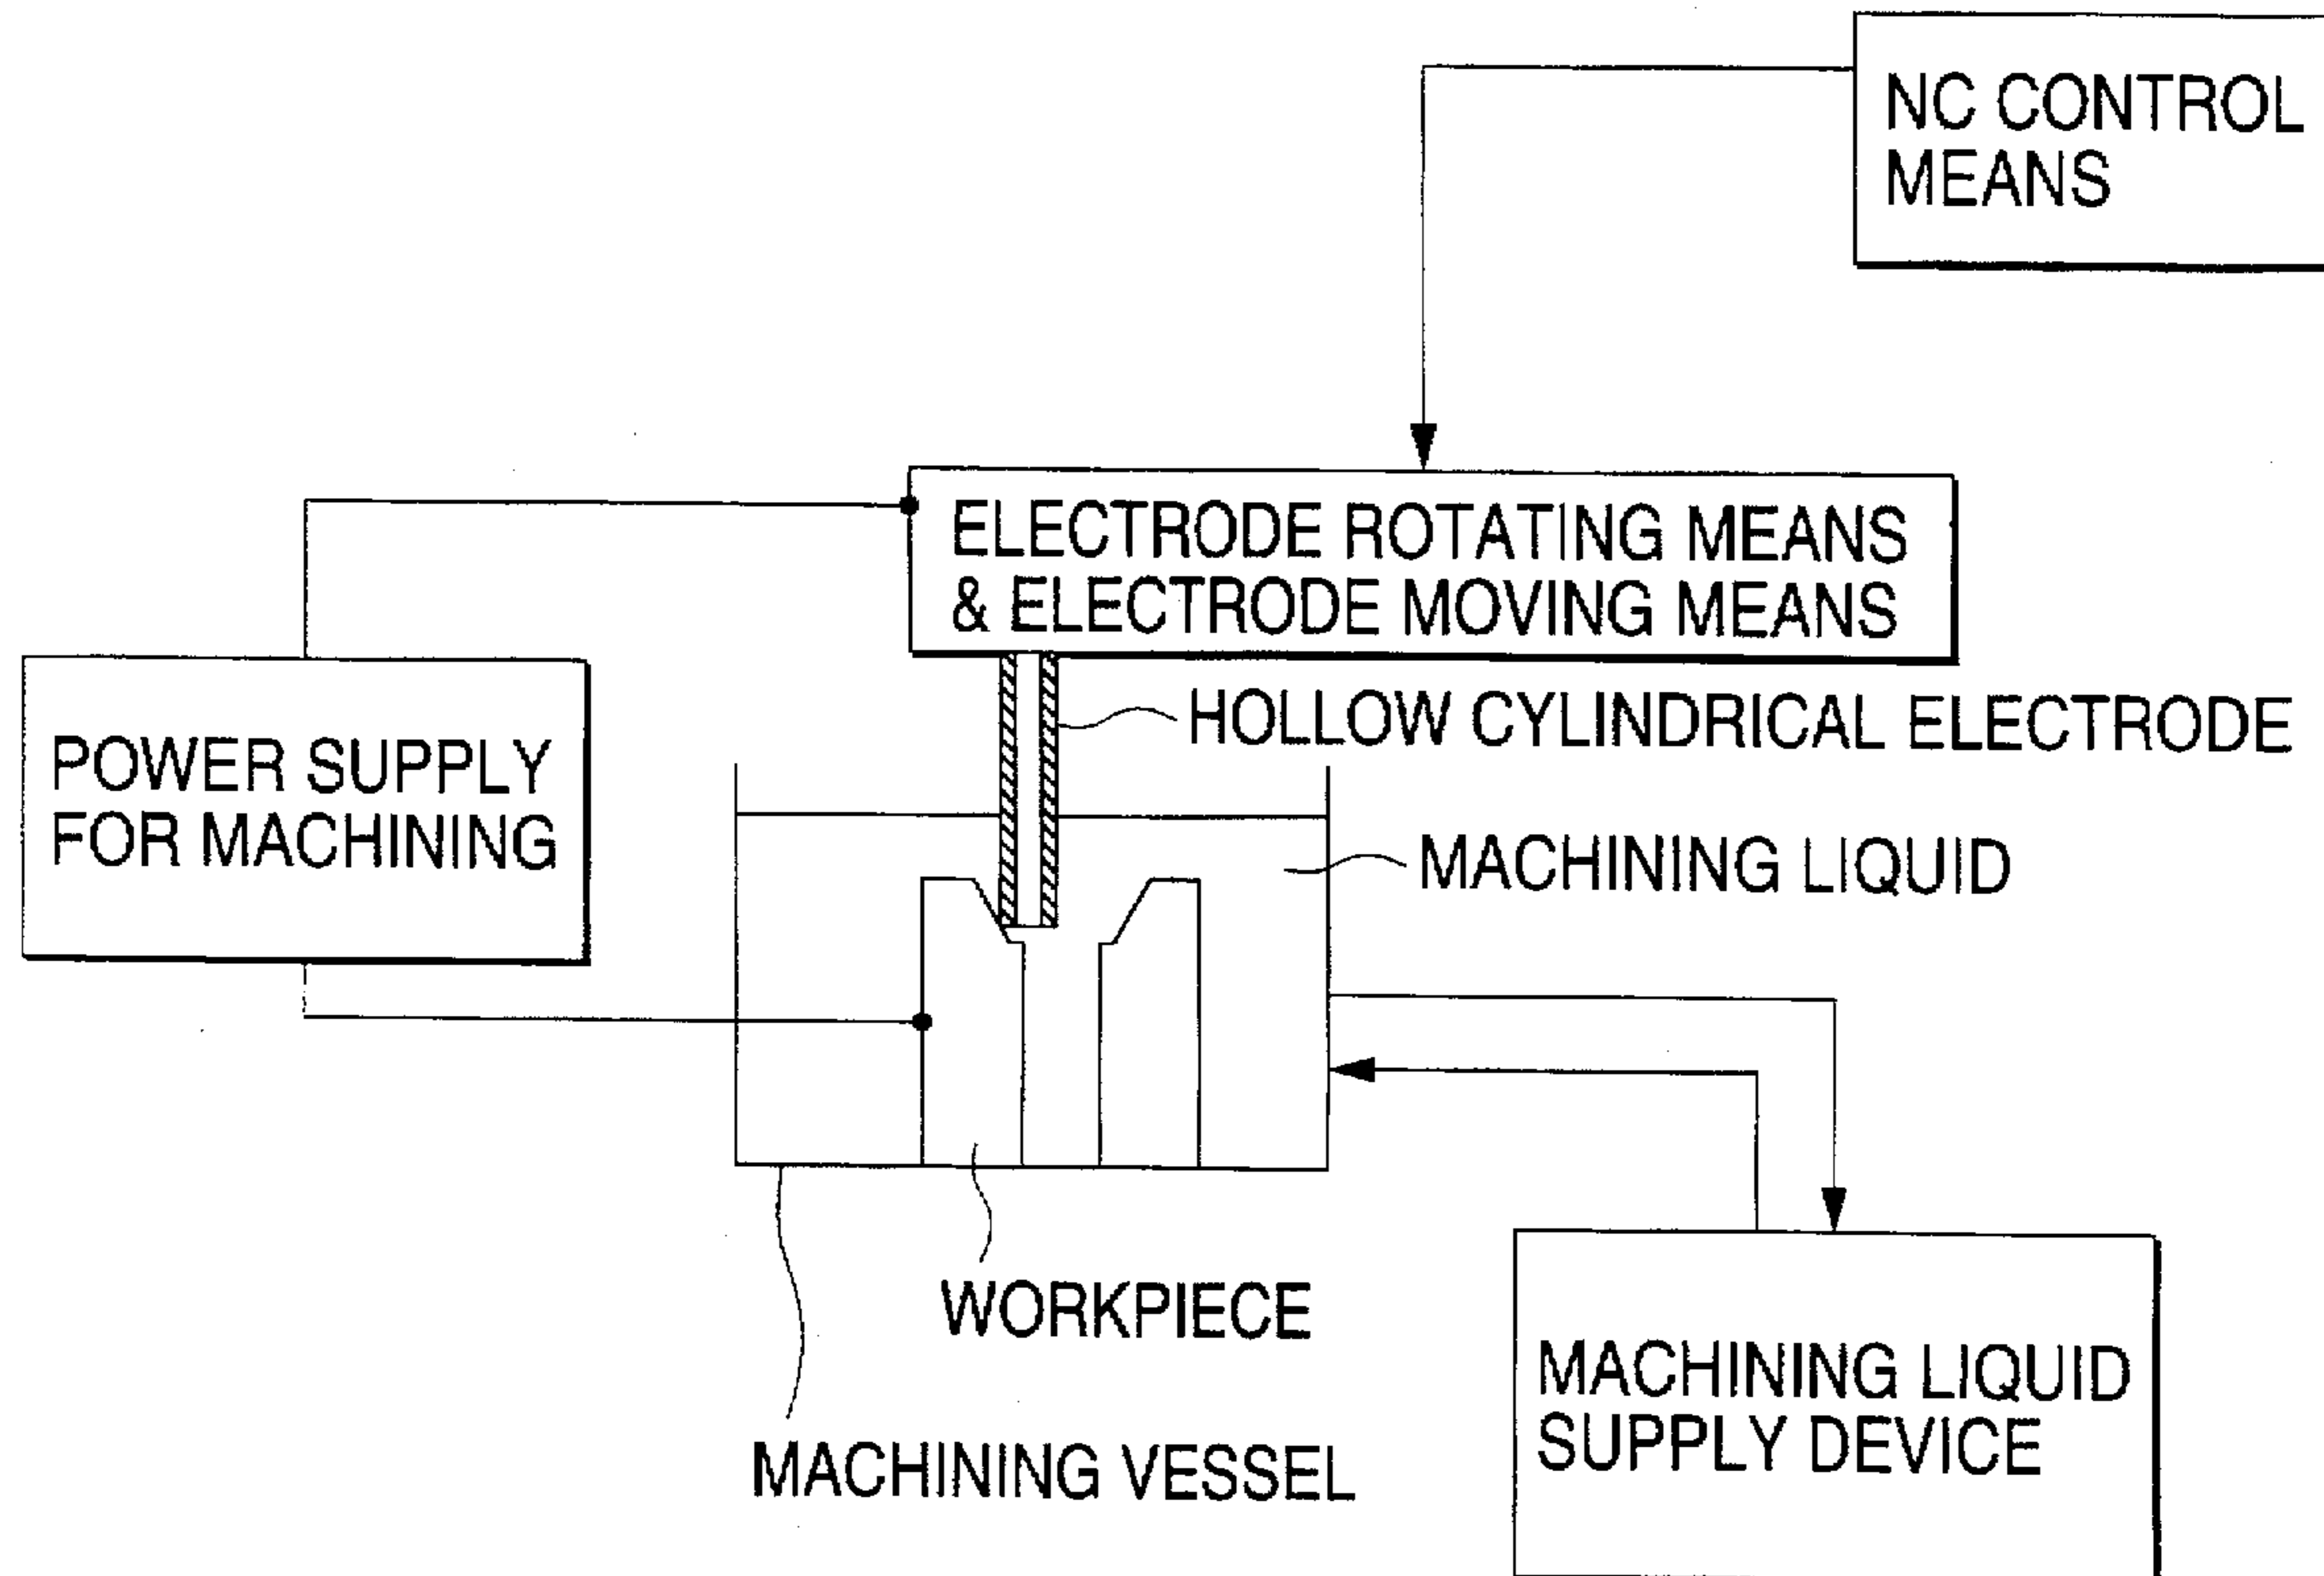 NC CONTROL
MEANS
ELECTRODE ROTATING MEANS
& ELECTRODE MOVING MEANS
HOLLOW CYLINDRICAL ELECTRODE
POWER SUPPLY
FOR MACHINING
MACHINING LIQUID
WORKPIECE
MACHINING VESSEL
MACHINING LIQUID
SUPPLY DEVICE